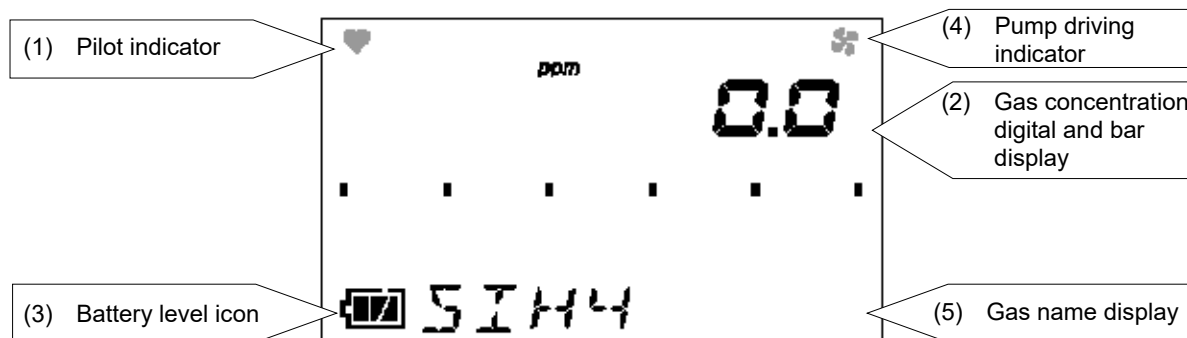 (1) Pilot indicator
(4) Pump driving
indicator
ppm
0.0
(2) Gas concentration
digital and bar
display
(3) Battery level icon
SIH4
(5) Gas name display